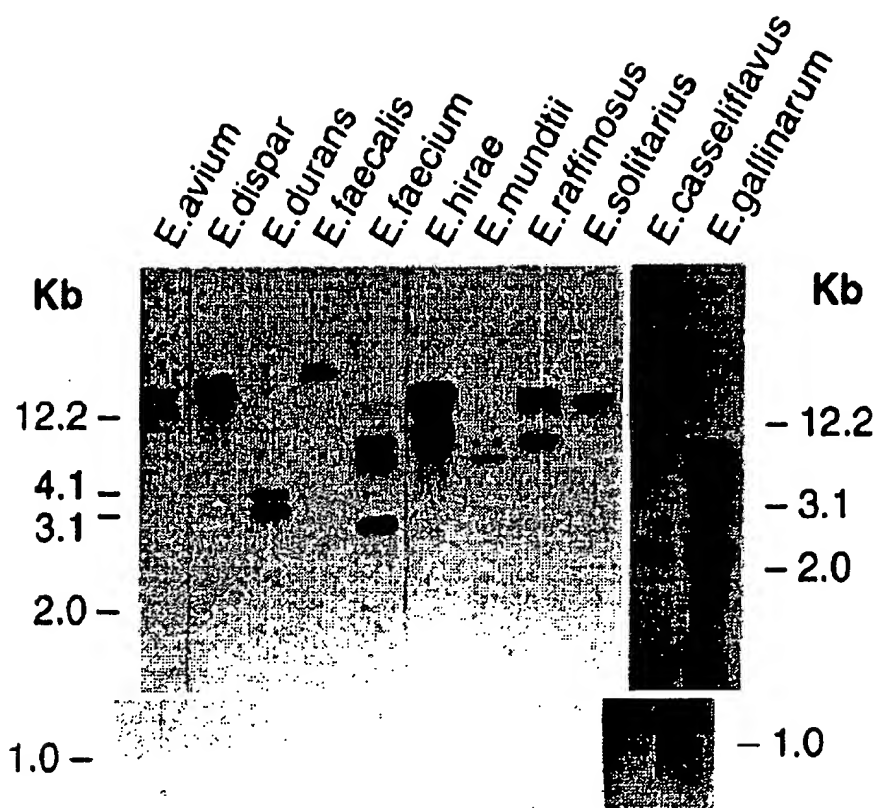 E.avium
E.dispar
E.durans
E.faecalis
E.faecium
E.hirae
E.mundtii
E.raffinosus
E.solitarius
E.casseliflavus
E.gallinarum
Kb
Kb
12.2
4.1
3.1
2.0
1.0
12.2
3.1
2.0
1.0